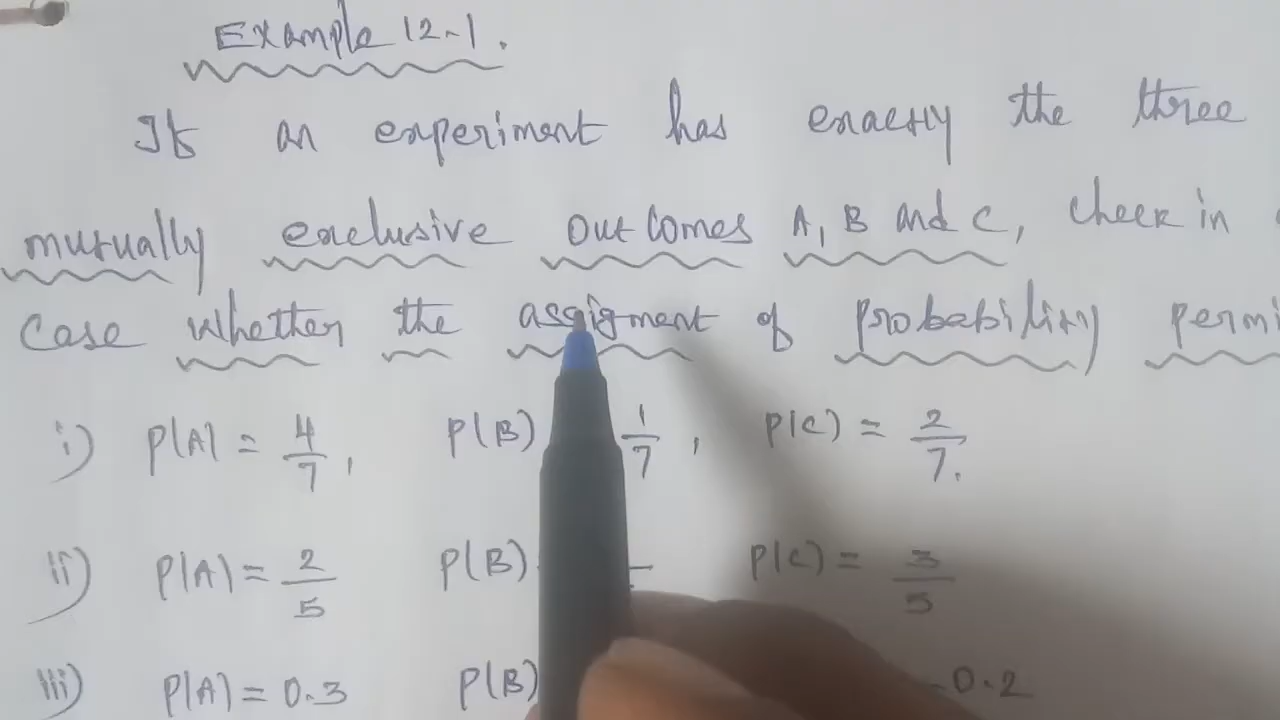 Example 12.1.
If an experiment has exactly the three
mutually exclusive outcomes A, B and C, check in
case whether the assigment of probability permi
i) P(A) = 4/7, P(B) 1/7, P(C) = 2/7.
ii) P(A) = 2/5 P(B) P(C) = 3/5
iii) P(A) = 0.3 P(B) -0.2